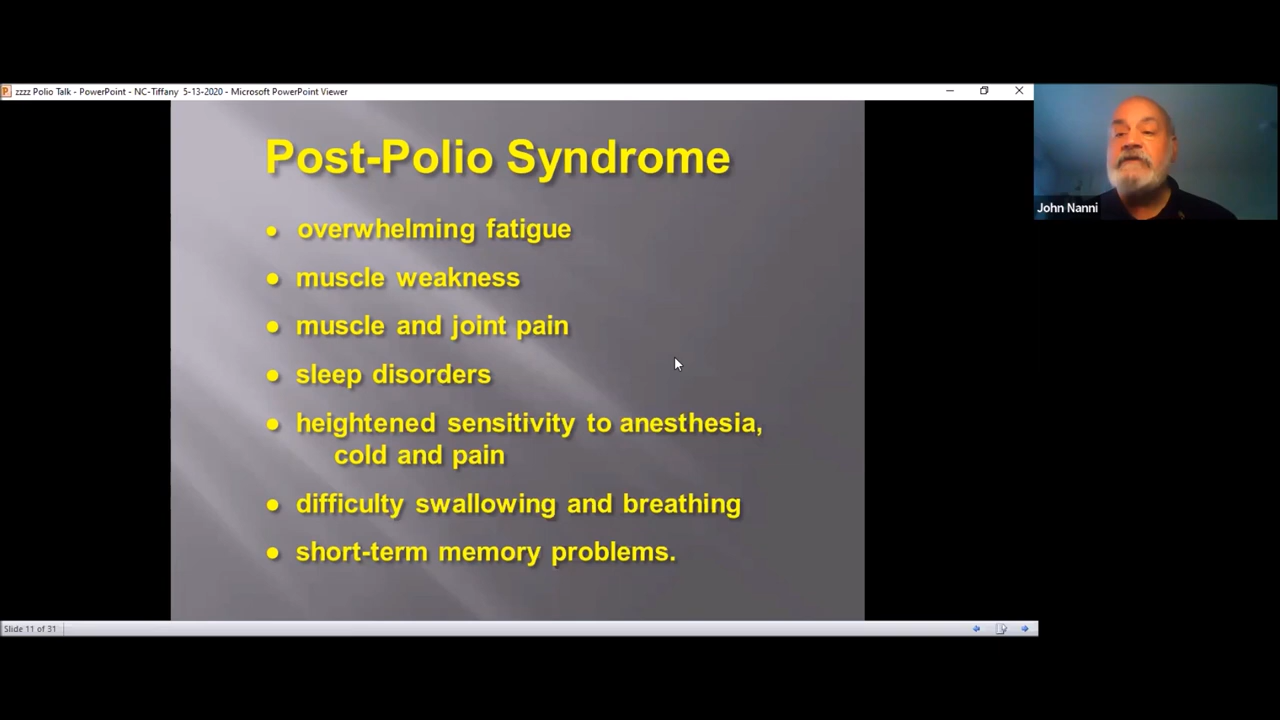 zzzz Polio Talk - PowerPoint - NC-Tiffany 5-13-2020 - Microsoft PowerPoint Viewer
Post-Polio Syndrome
• overwhelming fatigue
• muscle weakness
• muscle and joint pain
• sleep disorders
• heightened sensitivity to anesthesia,
cold and pain
• difficulty swallowing and breathing
• short-term memory problems.
John Nanni
Slide 11 of 31